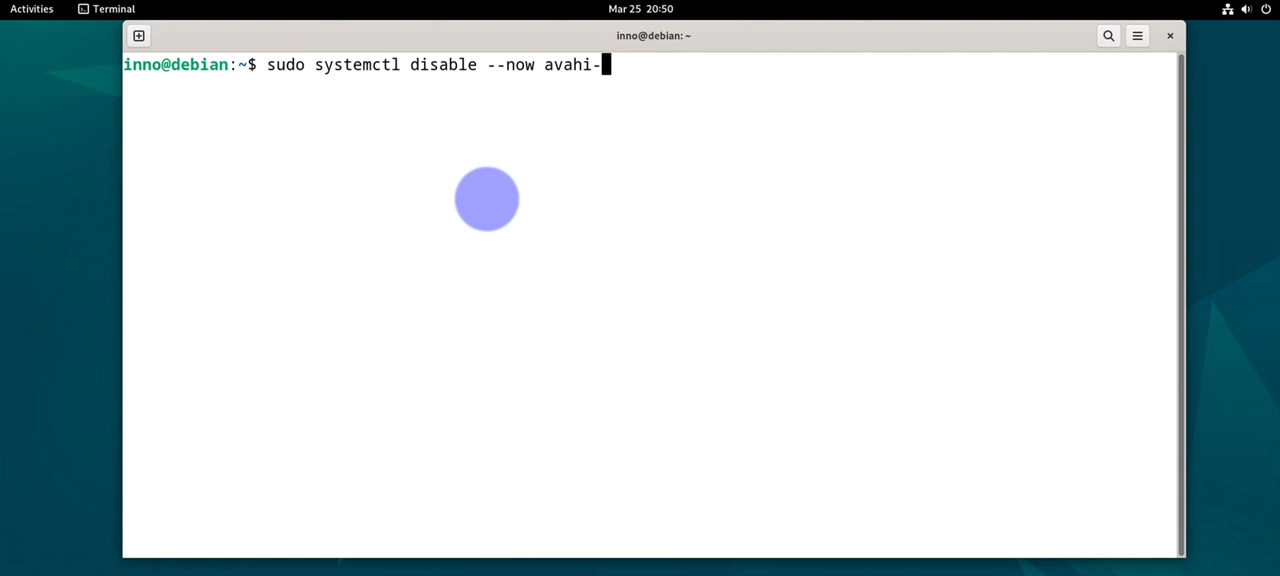 Activities
Terminal
Mar 25 20:50
inno@debian: ~
inno@debian:~$ sudo systemctl disable --now avahi-